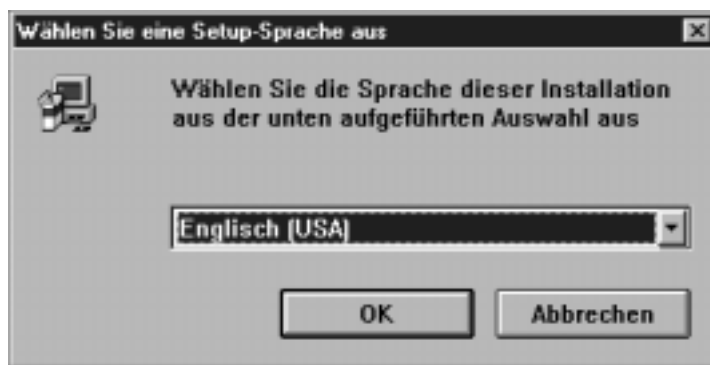 Wählen Sie eine Setup-Sprache aus
Wählen Sie die Sprache dieser Installation
aus der unten aufgeführten Auswahl aus
Englisch (USA)
OK
Abbrechen